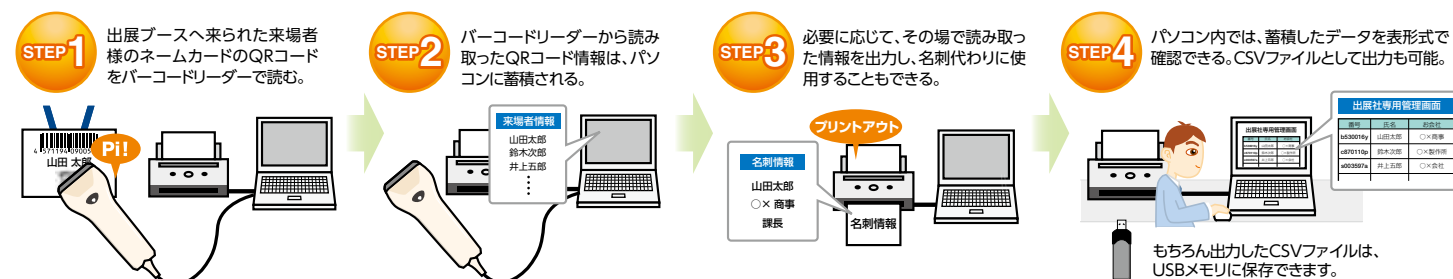 STEP1
出展ブースへ来られた来場者
様のネームカードのQRコード
をバーコードリーダーで読む。
山田 太郎
Pi!
STEP2
バーコードリーダーから読み
取ったQRコード情報は、パソ
コンに蓄積される。
来場者情報
山田太郎
鈴木次郎
井上五郎
STEP3
必要に応じて、その場で読み取っ
た情報を出力し、名刺代わりに使
用することもできる。
プリントアウト
名刺情報
山田太郎
○× 商事
課長
名刺情報
STEP4
パソコン内では、蓄積したデータを表形式で
確認できる。CSVファイルとして出力も可能。
出展社専用管理画面
出展社専用管理画面
番号 氏名 お会社
b530016y 山田太郎 ○×商事
c870110p 鈴木次郎 ○×製作所
s003597a 井上五郎 ○×会社
もちろん出力したCSVファイルは、
USBメモリに保存できます。